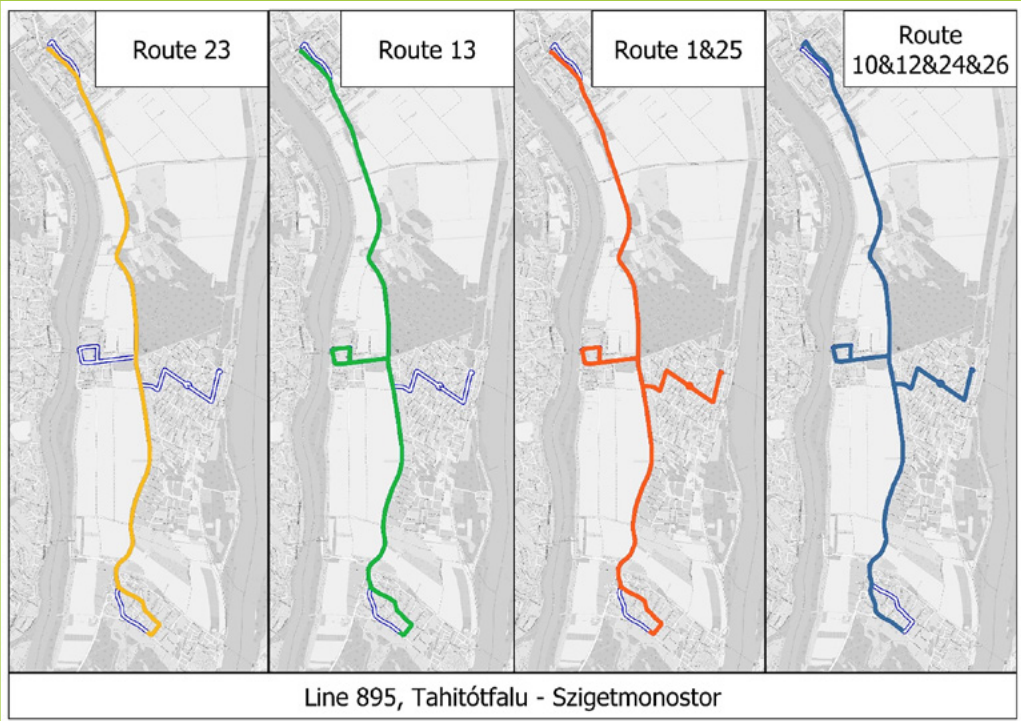 Route 23
Route 13
Route 1&25
Route
10&12&24&26
Line 895, Tahitótfalu - Szigetmonostor